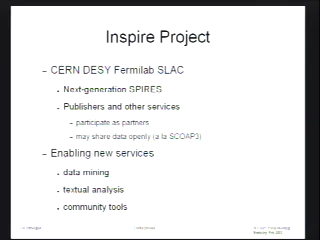 Inspire Project
– CERN DESY Fermilab SLAC
• Next-generation SPIRES
• Publishers and other services
– participate as partners
– may share data openly (a la SCOAP3)
– Enabling new services
• data mining
• textual analysis
• community tools